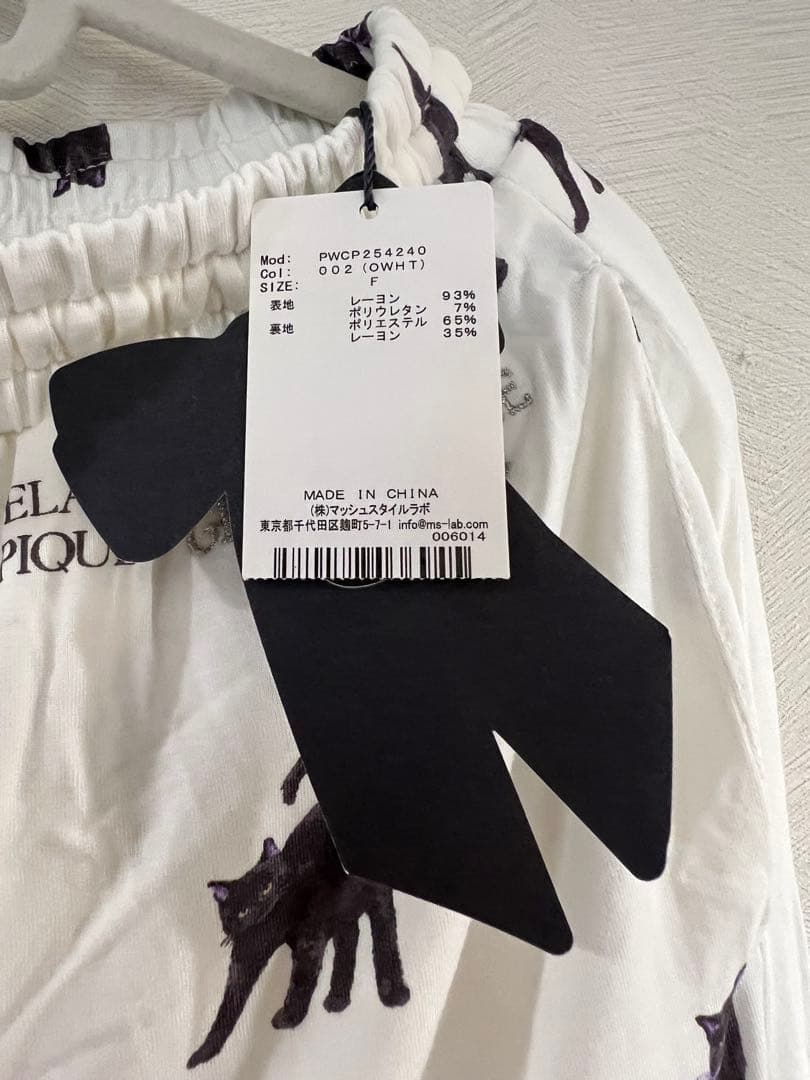 Mod: PWCP254240
Col: 002(OWHT)
SIZE: F
表地 レーヨン 93%
ポリウレタン 7%
裏地 ポリエステル 65%
レーヨン 35%
MADE IN CHINA
(株)マッシュスタイルラボ
東京都千代田区麹町5-7-1 info@ms-lab.com
006014
ELA
PIQU